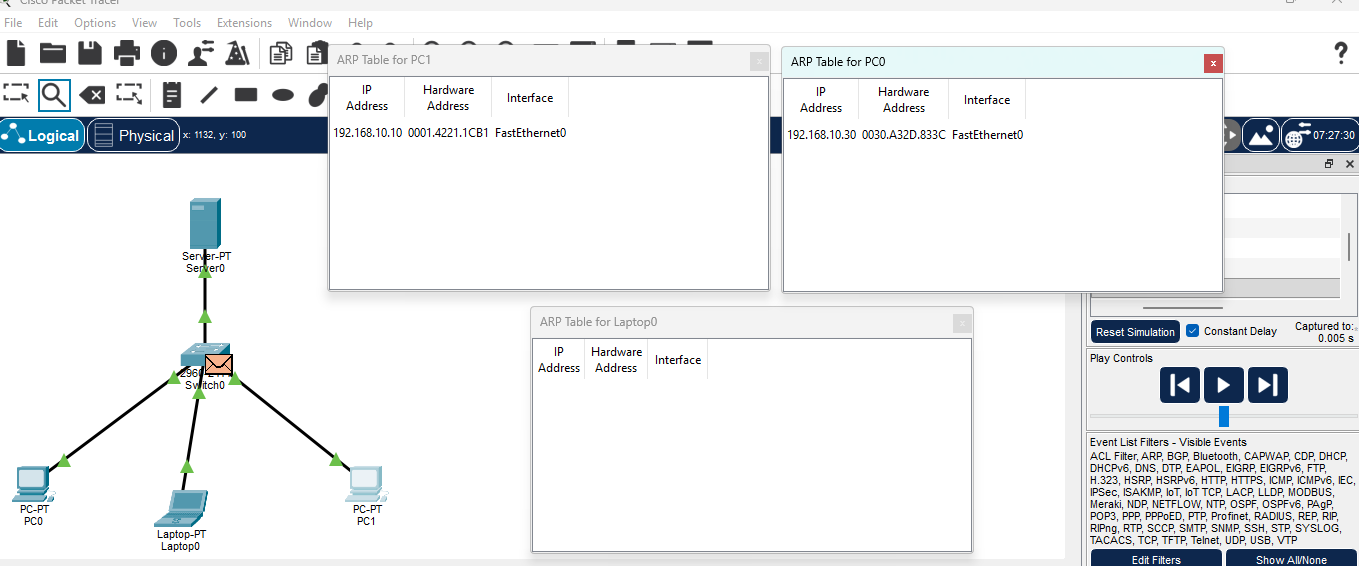 Cisco Packet Tracer
File Edit Options View Tools Extensions Window Help
ARP Table for PC1
x
IP Address
Hardware Address
Interface
192.168.10.10 0001.4221.1CB1 FastEthernet0
ARP Table for PC0
x
IP Address
Hardware Address
Interface
192.168.10.30 0030.A32D.833C FastEthernet0
Logical
Physical
x: 1132, y: 100
07:27:30
Server-PT
Server0
Switch0
PC-PT
PC0
Laptop-PT
Laptop0
PC-PT
PC1
ARP Table for Laptop0
x
IP Address
Hardware Address
Interface
Reset Simulation
Constant Delay
Captured to:
0.005 s
Play Controls
Event List Filters - Visible Events
ACL Filter, ARP, BGP, Bluetooth, CAPWAP, CDP, DHCP,
DHCPv6, DNS, DTP, EAPOL, EIGRP, EIGRPv6, FTP,
H.323, HSRP, HSRPv6, HTTP, HTTPS, ICMP, ICMPv6, IEC,
IPSec, ISAKMP, IoT, IoT TCP, LACP, LLDP, MODBUS,
Meraki, NDP, NETFLOW, NTP, OSPF, OSPFv6, PAgP,
POP3, PPP, PPPoED, PTP, Profinet, RADIUS, REP, RIP,
RIPng, RTP, SCCP, SMTP, SNMP, SSH, STP, SYSLOG,
TACACS, TCP, TFTP, Telnet, UDP, USB, VTP
Edit Filters
Show All/None